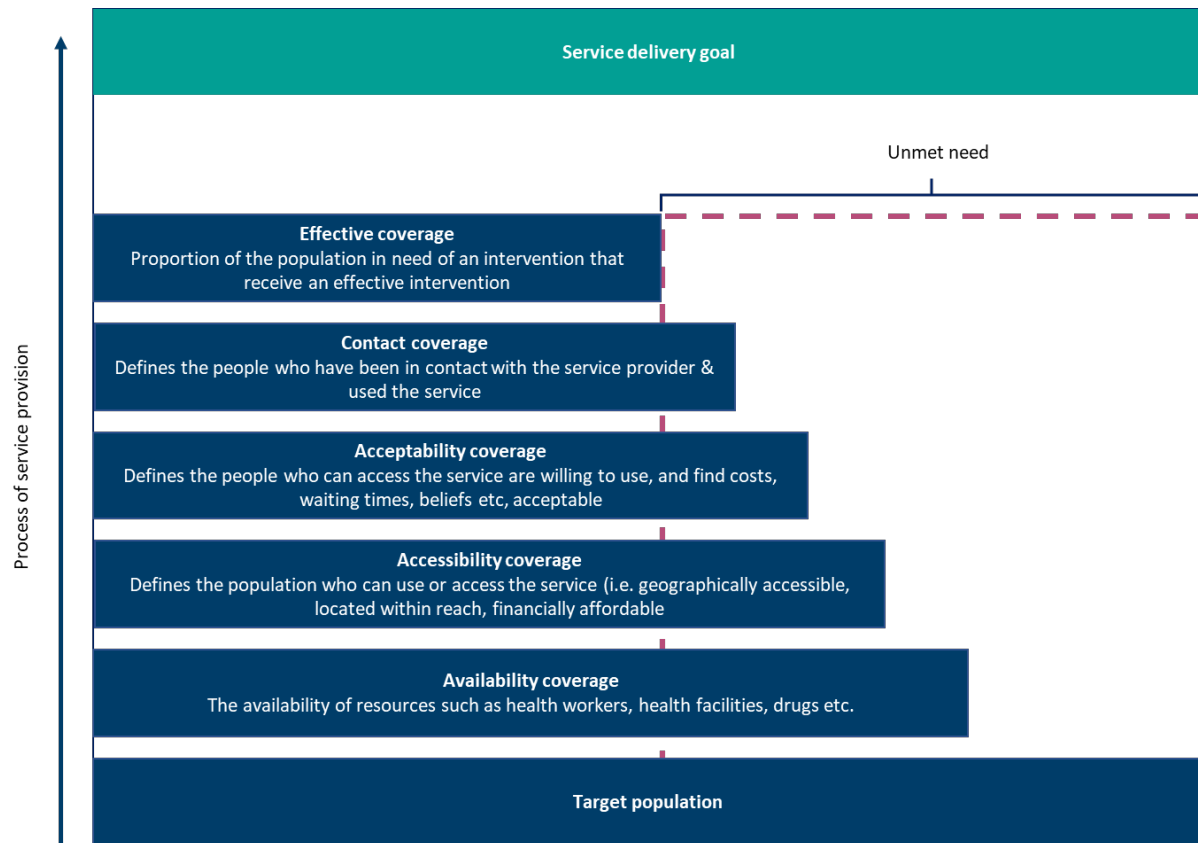 Service delivery goal
Unmet need
Effective coverage
Proportion of the population in need of an intervention that
receive an effective intervention
Contact coverage
Defines the people who have been in contact with the service provider &
used the service
Acceptability coverage
Defines the people who can access the service are willing to use, and find costs,
waiting times, beliefs etc, acceptable
Accessibility coverage
Defines the population who can use or access the service (i.e. geographically accessible,
located within reach, financially affordable
Availability coverage
The availability of resources such as health workers, health facilities, drugs etc.
Target population
Process of service provision